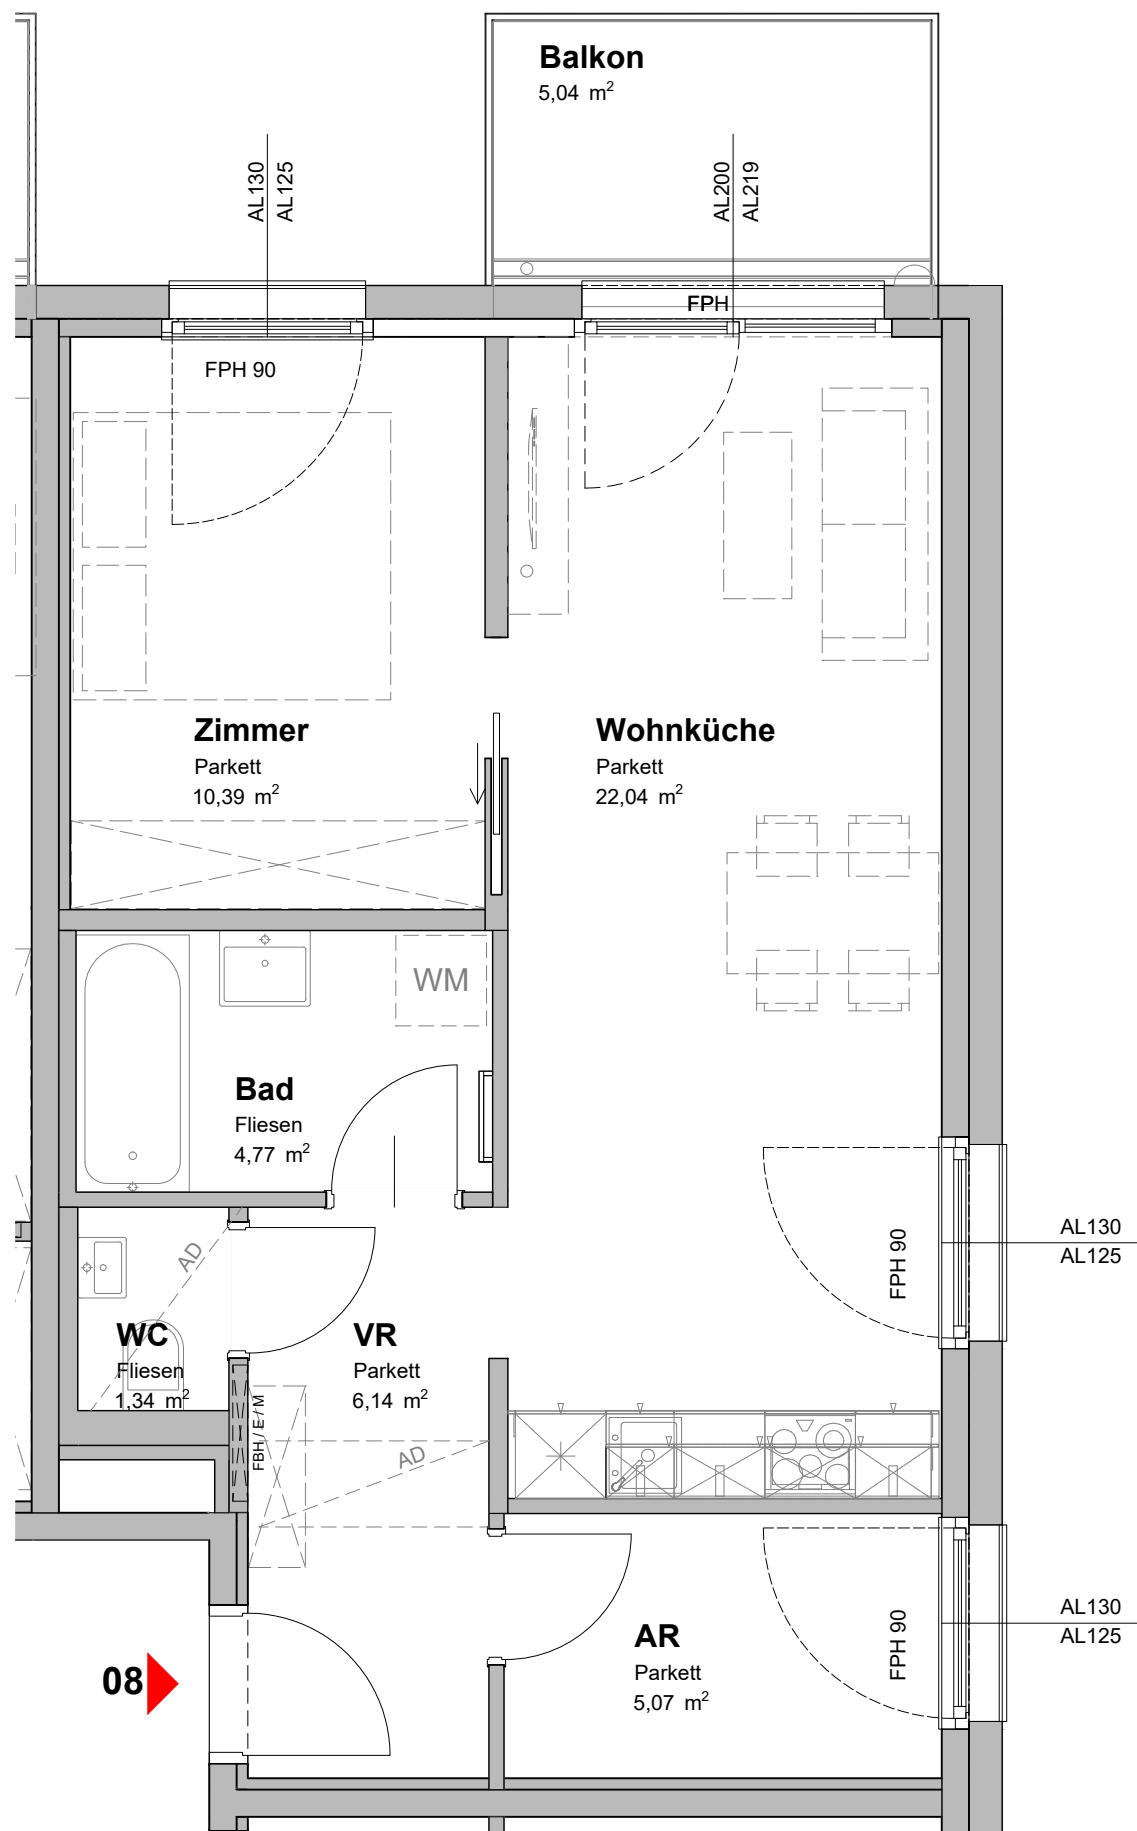 Balkon
5,04 m²
AL130
AL125
AL200
AL219
FPH
FPH 90
Zimmer
Parkett
10,39 m²
Wohnküche
Parkett
22,04 m²
WM
Bad
Fliesen
4,77 m²
AD
FPH 90
AL130
AL125
WC
Fliesen
1,34 m²
VR
Parkett
6,14 m²
FBH / E / M
AD
AR
Parkett
5,07 m²
FPH 90
AL130
AL125
08